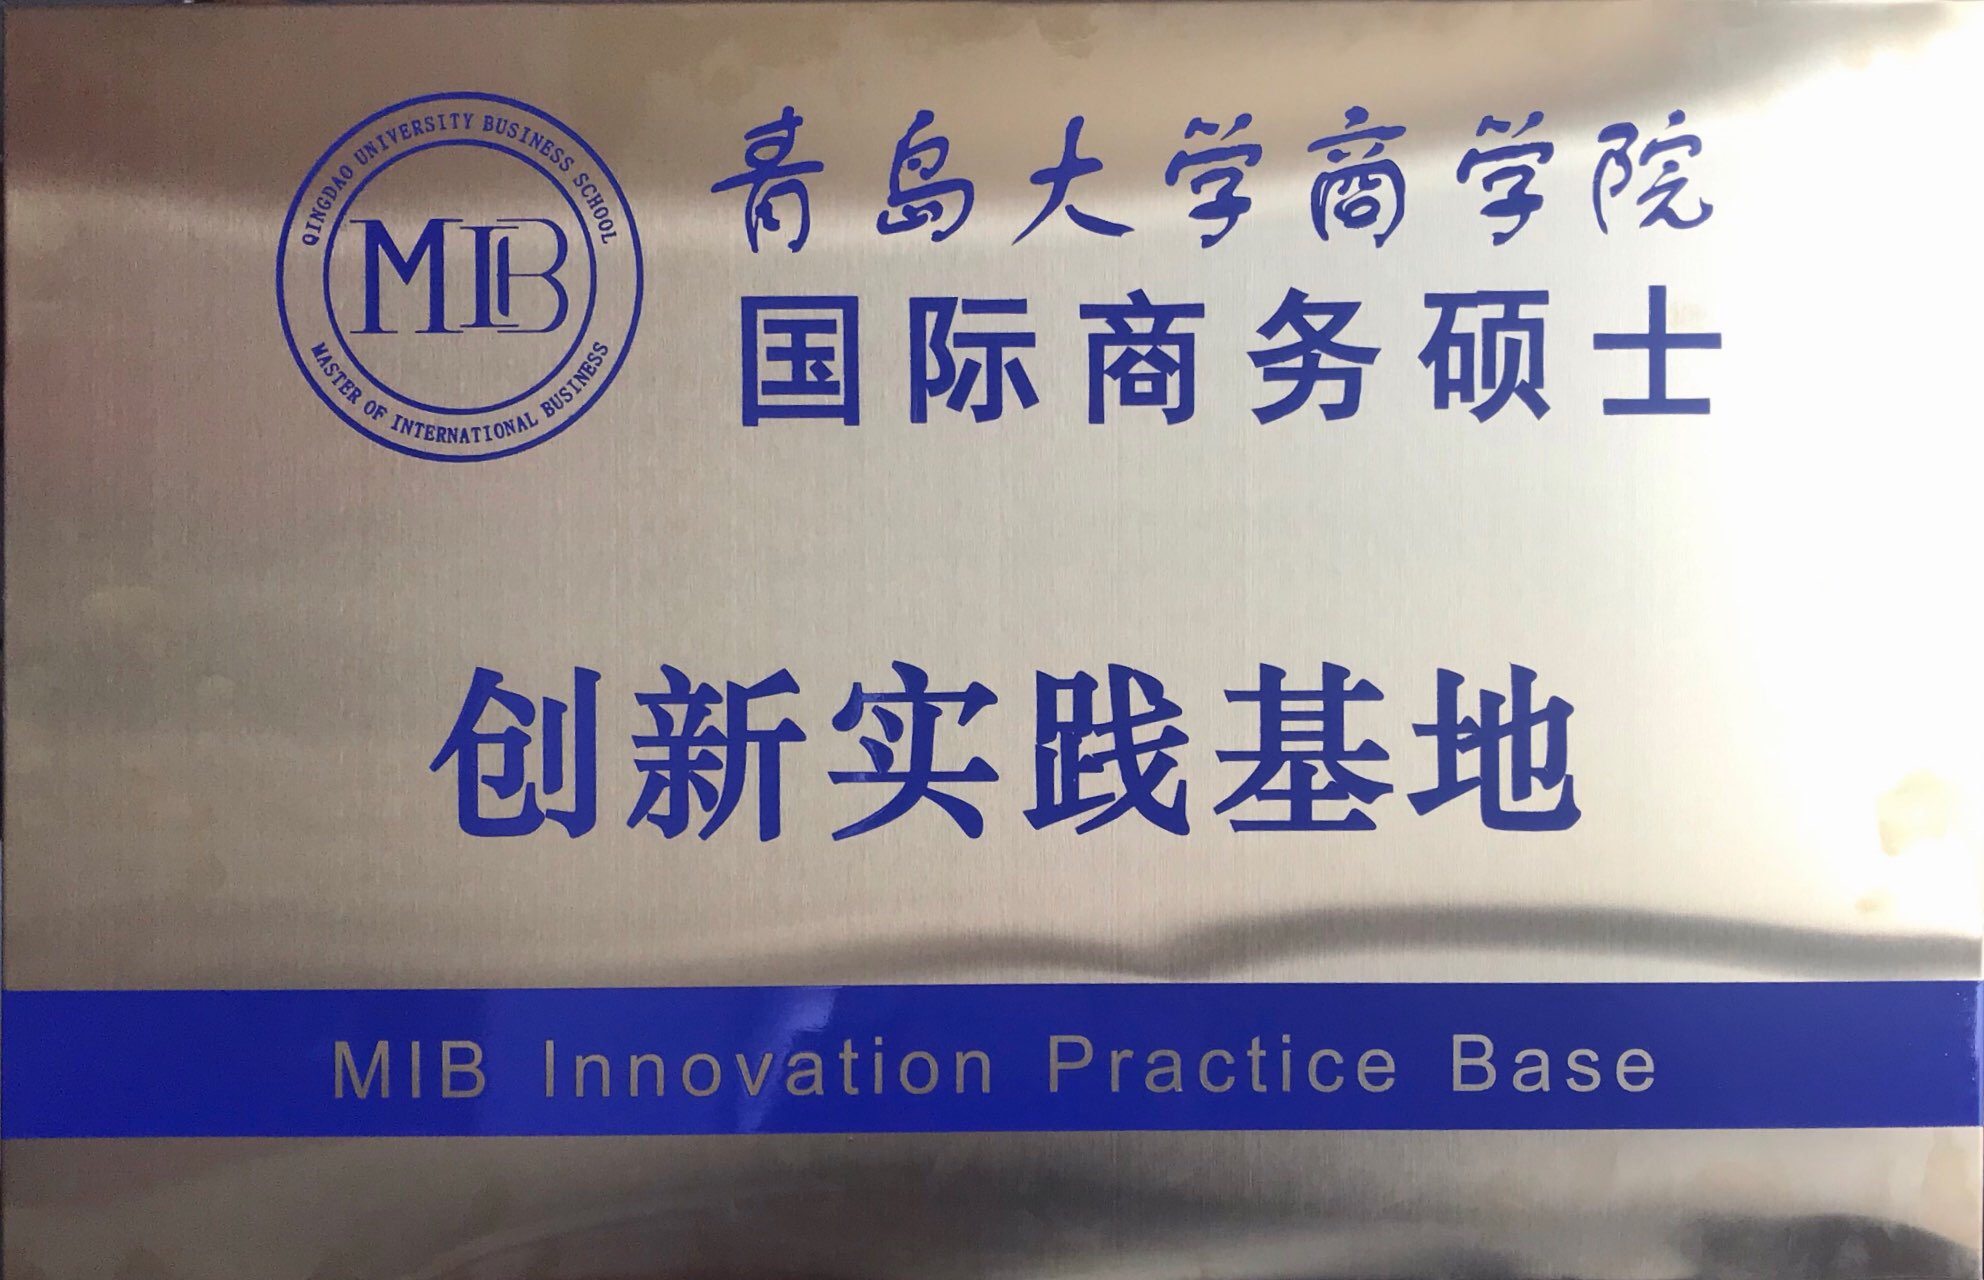 QINGDAO UNIVERSITY BUSINESS SCHOOL
MIB
MASTER OF INTERNATIONAL BUSINESS
青岛大学商学院
国际商务硕士
创新实践基地
MIB Innovation Practice Base